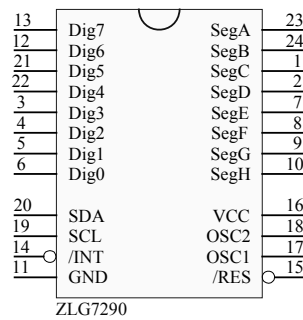 13 Dig7 SegA 23
12 Dig6 SegB 24
21 Dig5 SegC 1
22 Dig4 SegD 2
3 Dig3 SegE 7
4 Dig2 SegF 8
5 Dig1 SegG 9
6 Dig0 SegH 10
20 SDA VCC 16
19 SCL OSC2 18
14 /INT OSC1 17
11 GND /RES 15
ZLG7290